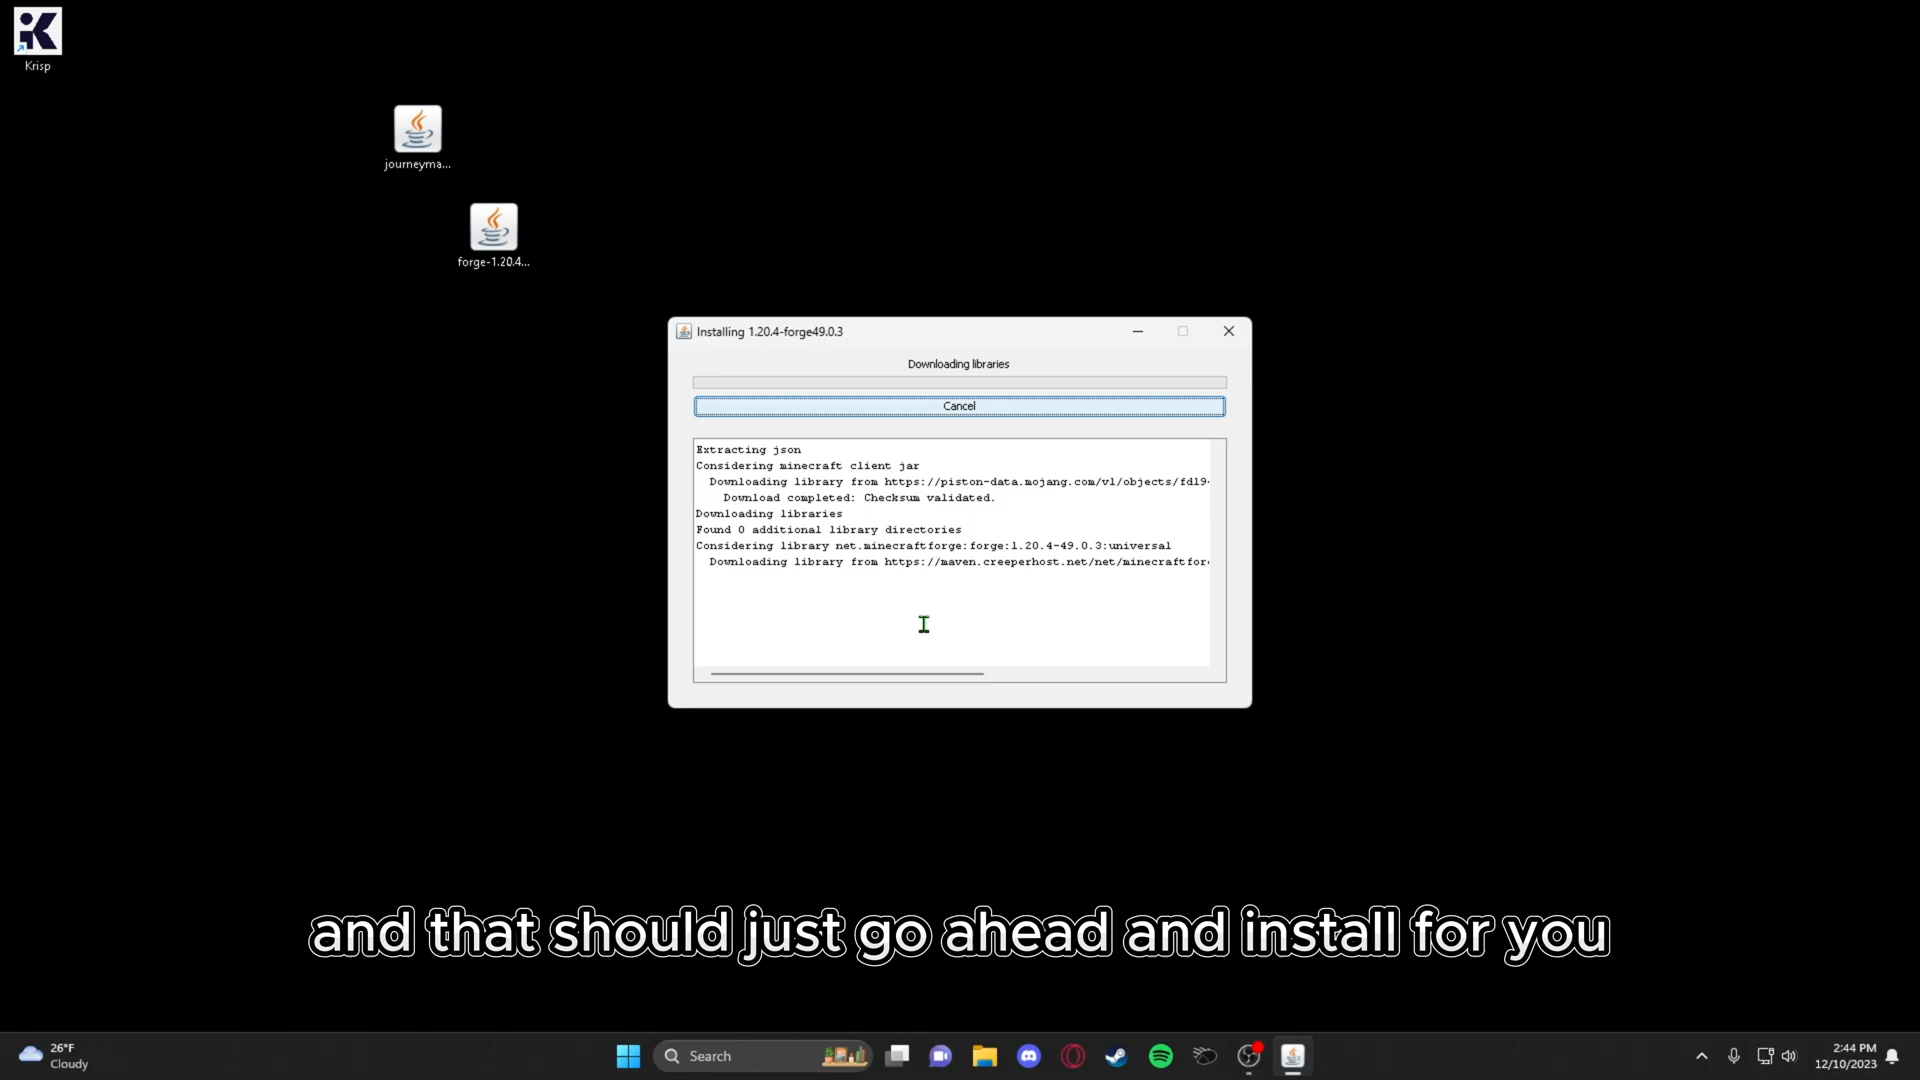 Krisp
journeyma...
forge-1.20.4...
Installing 1.20.4-forge49.0.3
Downloading libraries
Cancel
Extracting json
Considering minecraft client jar
Downloading library from https://piston-data.mojang.com/v1/objects/fd19
Download completed: Checksum validated.
Downloading libraries
Found 0 additional library directories
Considering library net.minecraftforge:forge:1.20.4-49.0.3:universal
Downloading library from https://maven.creeperhost.net/net/minecraftfor
and that should just go ahead and install for you
26°F
Cloudy
Search
2:44 PM
12/10/2023